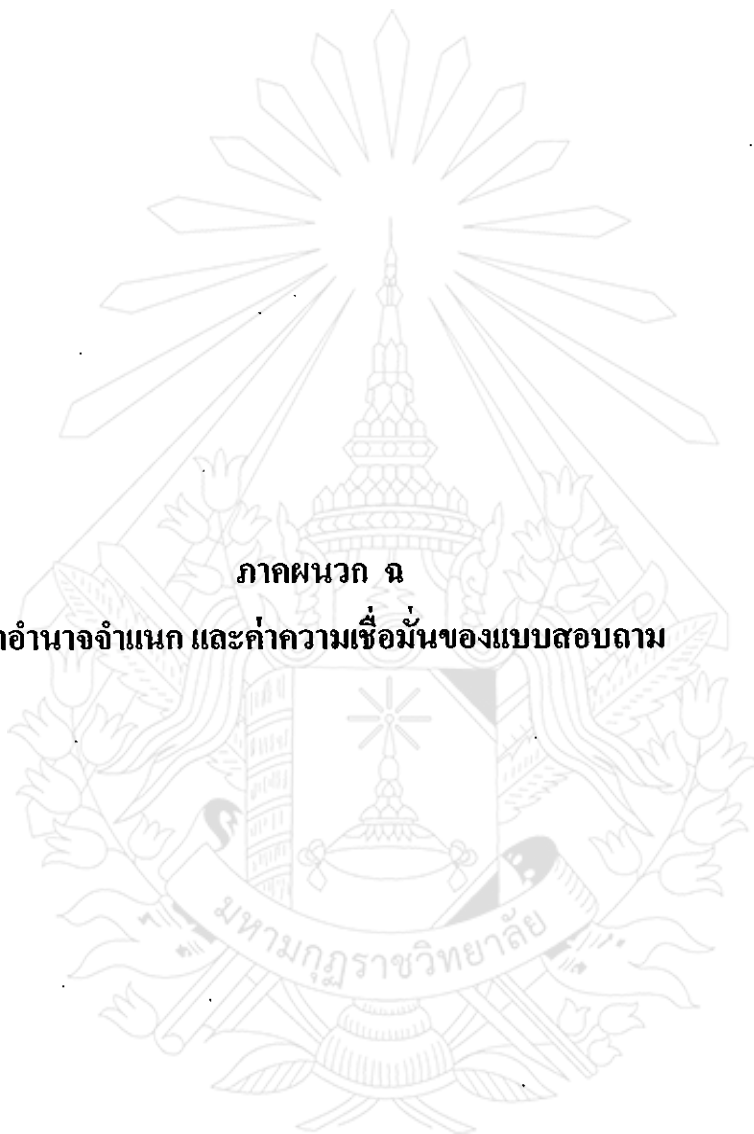 ภาคผนวก ฉ
าอำนาจจำแนก และค่าความเชื่อมั่นของแบบสอบถาม
มหามกุฏราชวิทยาลัย